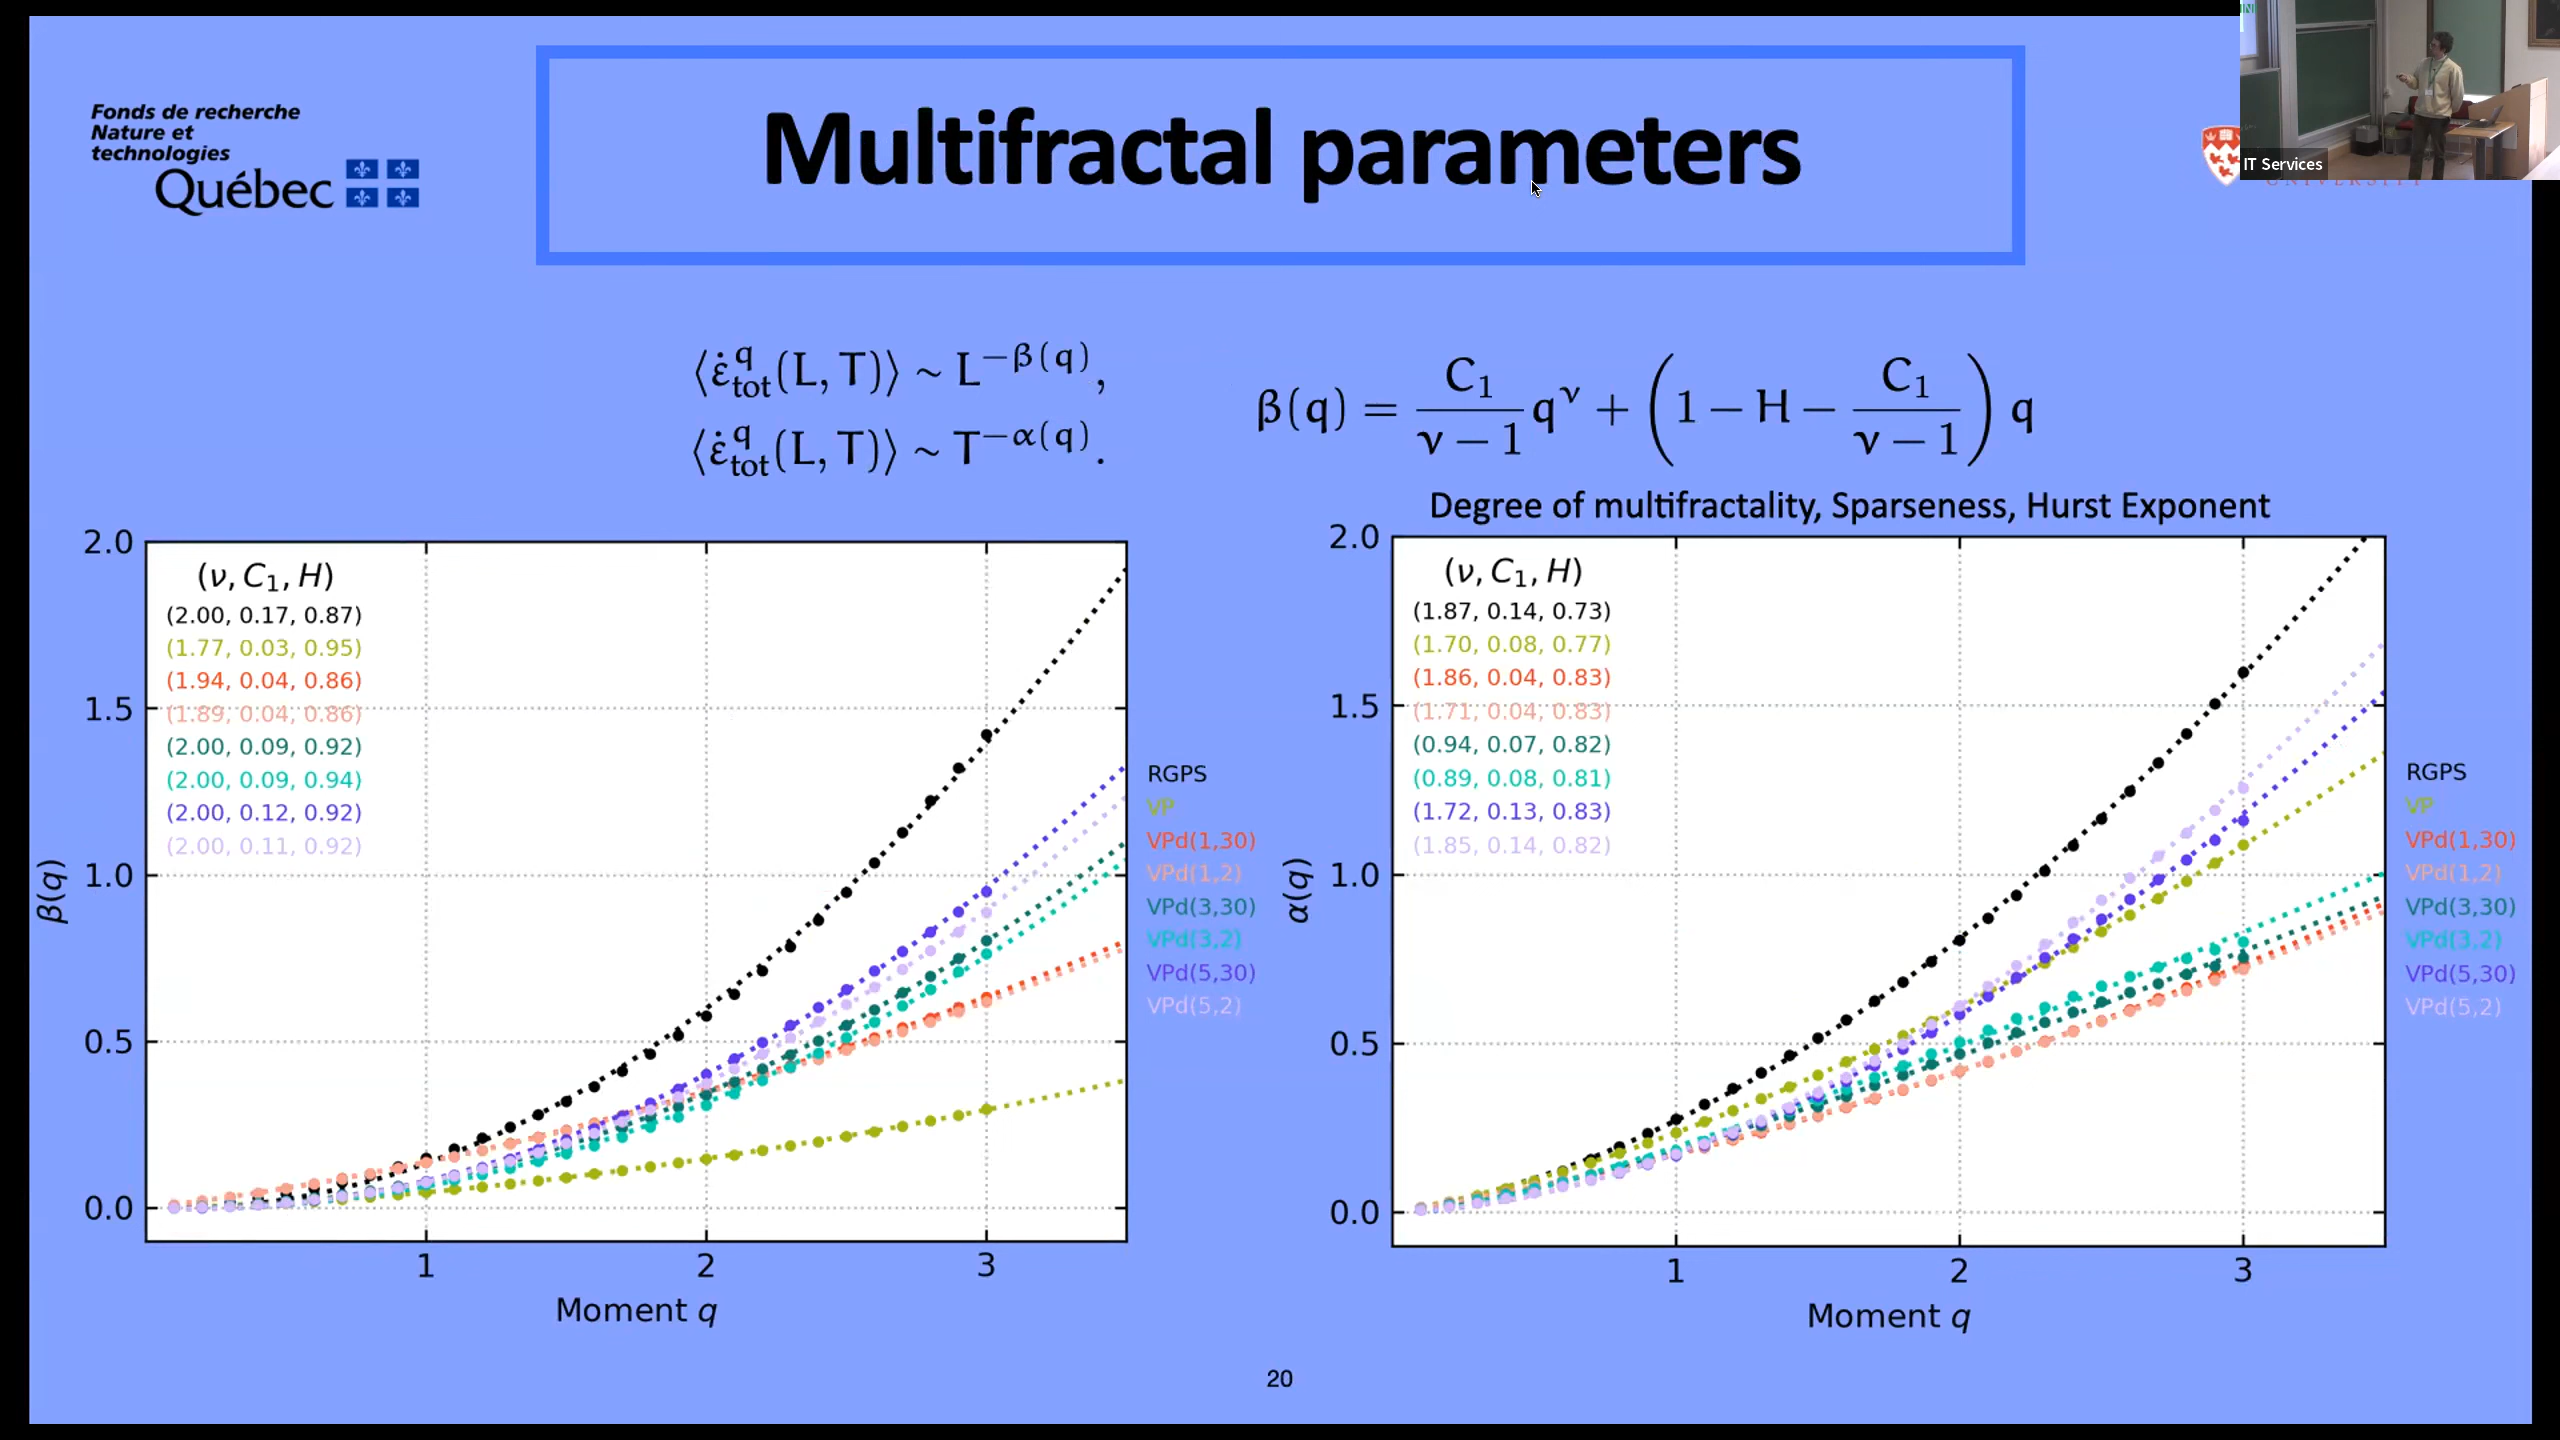 Fonds de recherche
Nature et
technologies
Québec
Multifractal parameters
IT Services
⟨ε̇^q_tot(L, T)⟩ ∼ L^−β(q),
⟨ε̇^q_tot(L, T)⟩ ∼ T^−α(q).
β(q) = C₁/(ν − 1) q^ν + (1 − H − C₁/(ν − 1)) q
Degree of multifractality, Sparseness, Hurst Exponent
2.0
1.5
1.0
0.5
0.0
β(q)
(ν, C₁, H)
(2.00, 0.17, 0.87)
(1.77, 0.03, 0.95)
(1.94, 0.04, 0.86)
(1.89, 0.04, 0.86)
(2.00, 0.09, 0.92)
(2.00, 0.09, 0.94)
(2.00, 0.12, 0.92)
(2.00, 0.11, 0.92)
1 2 3
Moment q
RGPS
VP
VPd(1,30)
VPd(1,2)
VPd(3,30)
VPd(3,2)
VPd(5,30)
VPd(5,2)
2.0
1.5
1.0
0.5
0.0
α(q)
(ν, C₁, H)
(1.87, 0.14, 0.73)
(1.70, 0.08, 0.77)
(1.86, 0.04, 0.83)
(1.71, 0.04, 0.83)
(0.94, 0.07, 0.82)
(0.89, 0.08, 0.81)
(1.72, 0.13, 0.83)
(1.85, 0.14, 0.82)
1 2 3
Moment q
RGPS
VP
VPd(1,30)
VPd(1,2)
VPd(3,30)
VPd(3,2)
VPd(5,30)
VPd(5,2)
20